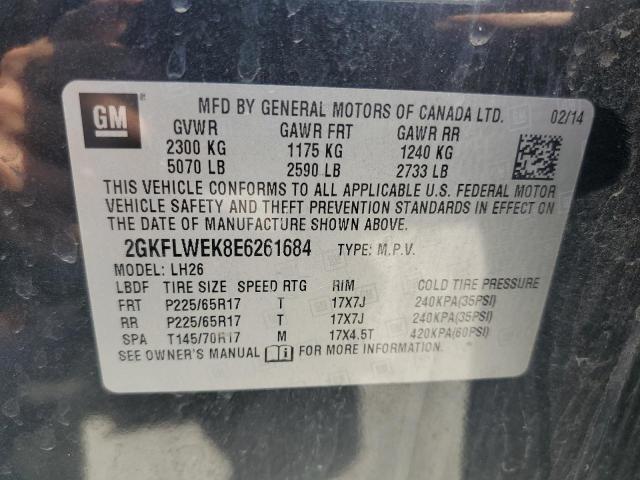 GM
MFD BY GENERAL MOTORS OF CANADA LTD. 02/14
GVWR GAWR FRT GAWR RR
2300 KG 1175 KG 1240 KG
5070 LB 2590 LB 2733 LB
THIS VEHICLE CONFORMS TO ALL APPLICABLE U.S. FEDERAL MOTOR
VEHICLE SAFETY AND THEFT PREVENTION STANDARDS IN EFFECT ON
THE DATE OF MANUFACTURE SHOWN ABOVE.
2GKFLWEK8E6261684 TYPE: M.P.V.
MODEL: LH26
LBDF TIRE SIZE SPEED RTG RIM COLD TIRE PRESSURE
FRT P225/65R17 T 17X7J 240KPA(35PSI)
RR P225/65R17 T 17X7J 240KPA(35PSI)
SPA T145/70R17 M 17X4.5T 420KPA(60PSI)
SEE OWNER'S MANUAL i FOR MORE INFORMATION.